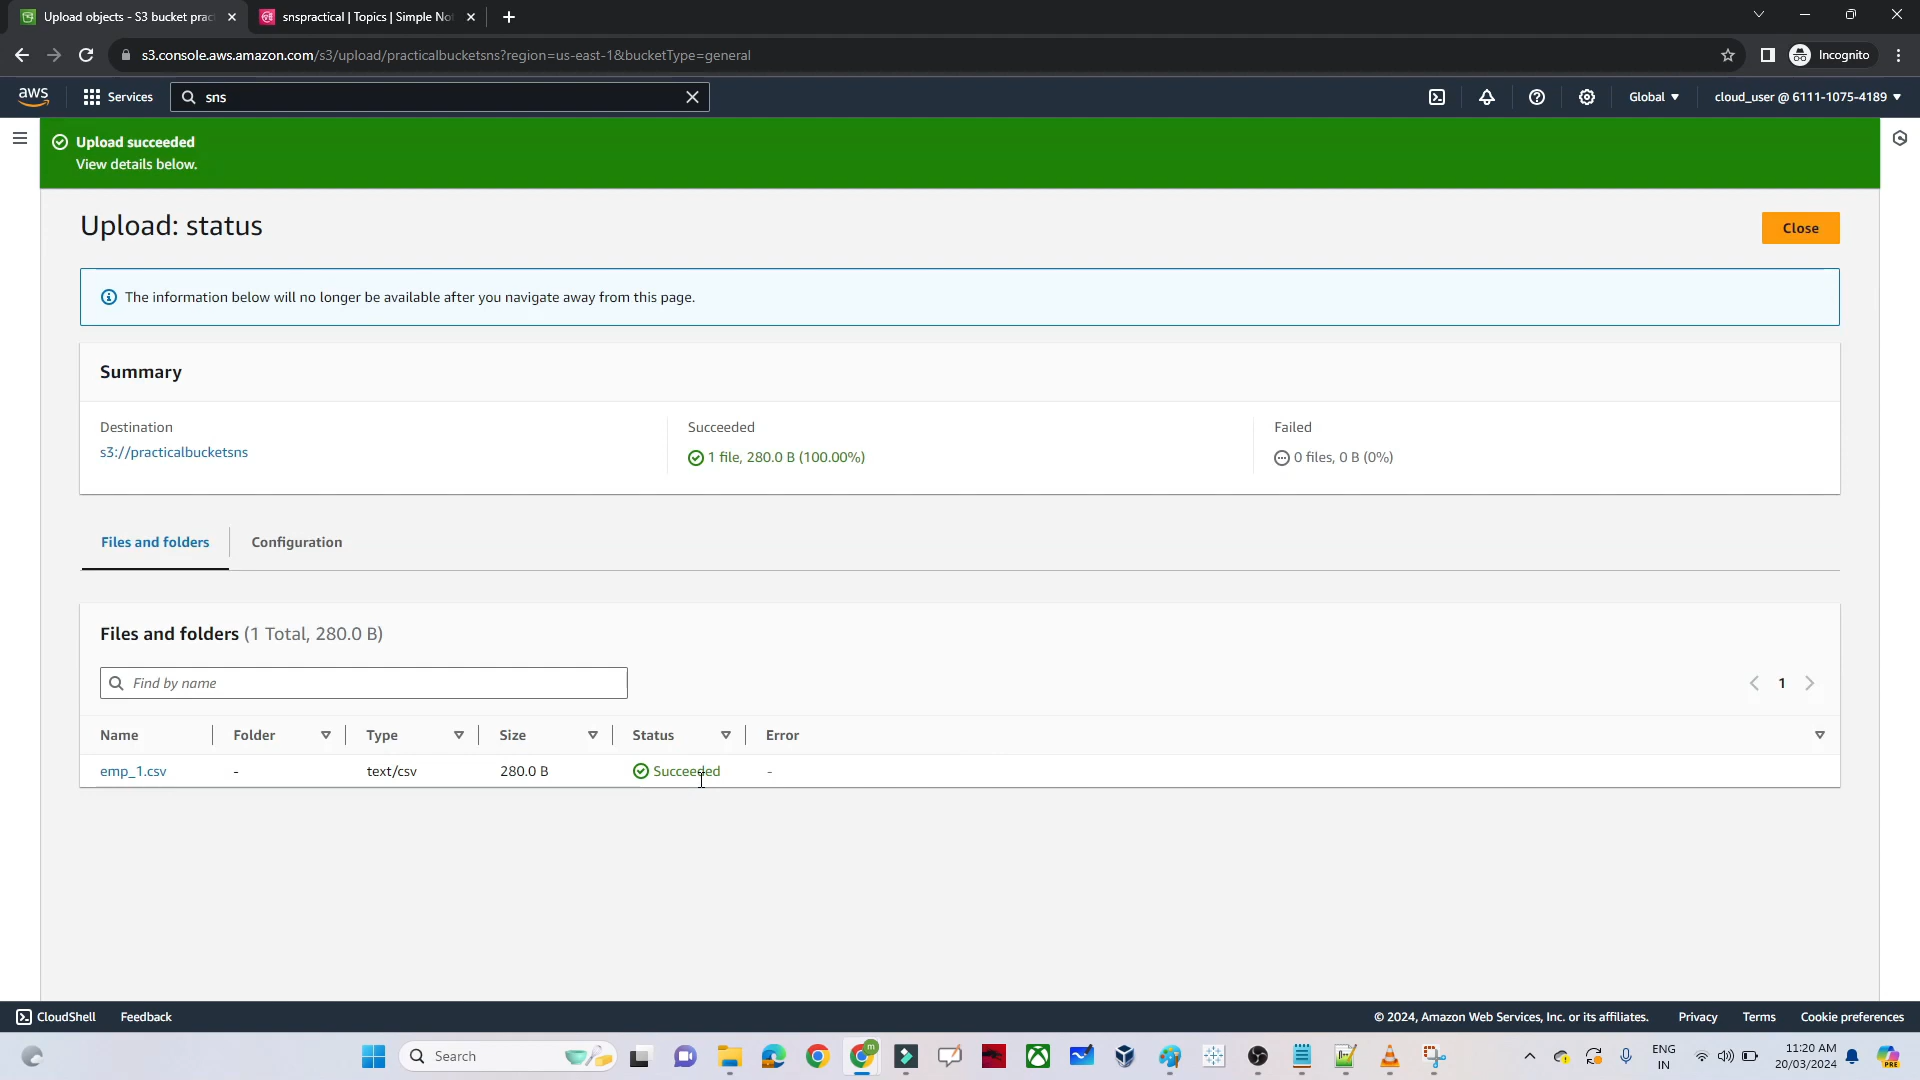 Upload objects - S3 bucket prac
snspractical | Topics | Simple No
s3.console.aws.amazon.com/s3/upload/practicalbucketsns?region=us-east-1&bucketType=general
Incognito
aws
Services
sns
Global
cloud_user @ 6111-1075-4189
Upload succeeded
View details below.
Upload: status
Close
The information below will no longer be available after you navigate away from this page.
Summary
Destination
s3://practicalbucketsns
Succeeded
1 file, 280.0 B (100.00%)
Failed
0 files, 0 B (0%)
Files and folders
Configuration
Files and folders (1 Total, 280.0 B)
Find by name
1
Name
Folder
Type
Size
Status
Error
emp_1.csv
-
text/csv
280.0 B
Succeeded
-
CloudShell
Feedback
© 2024, Amazon Web Services, Inc. or its affiliates.
Privacy
Terms
Cookie preferences
Search
m
ENG
IN
11:20 AM
20/03/2024
PRE